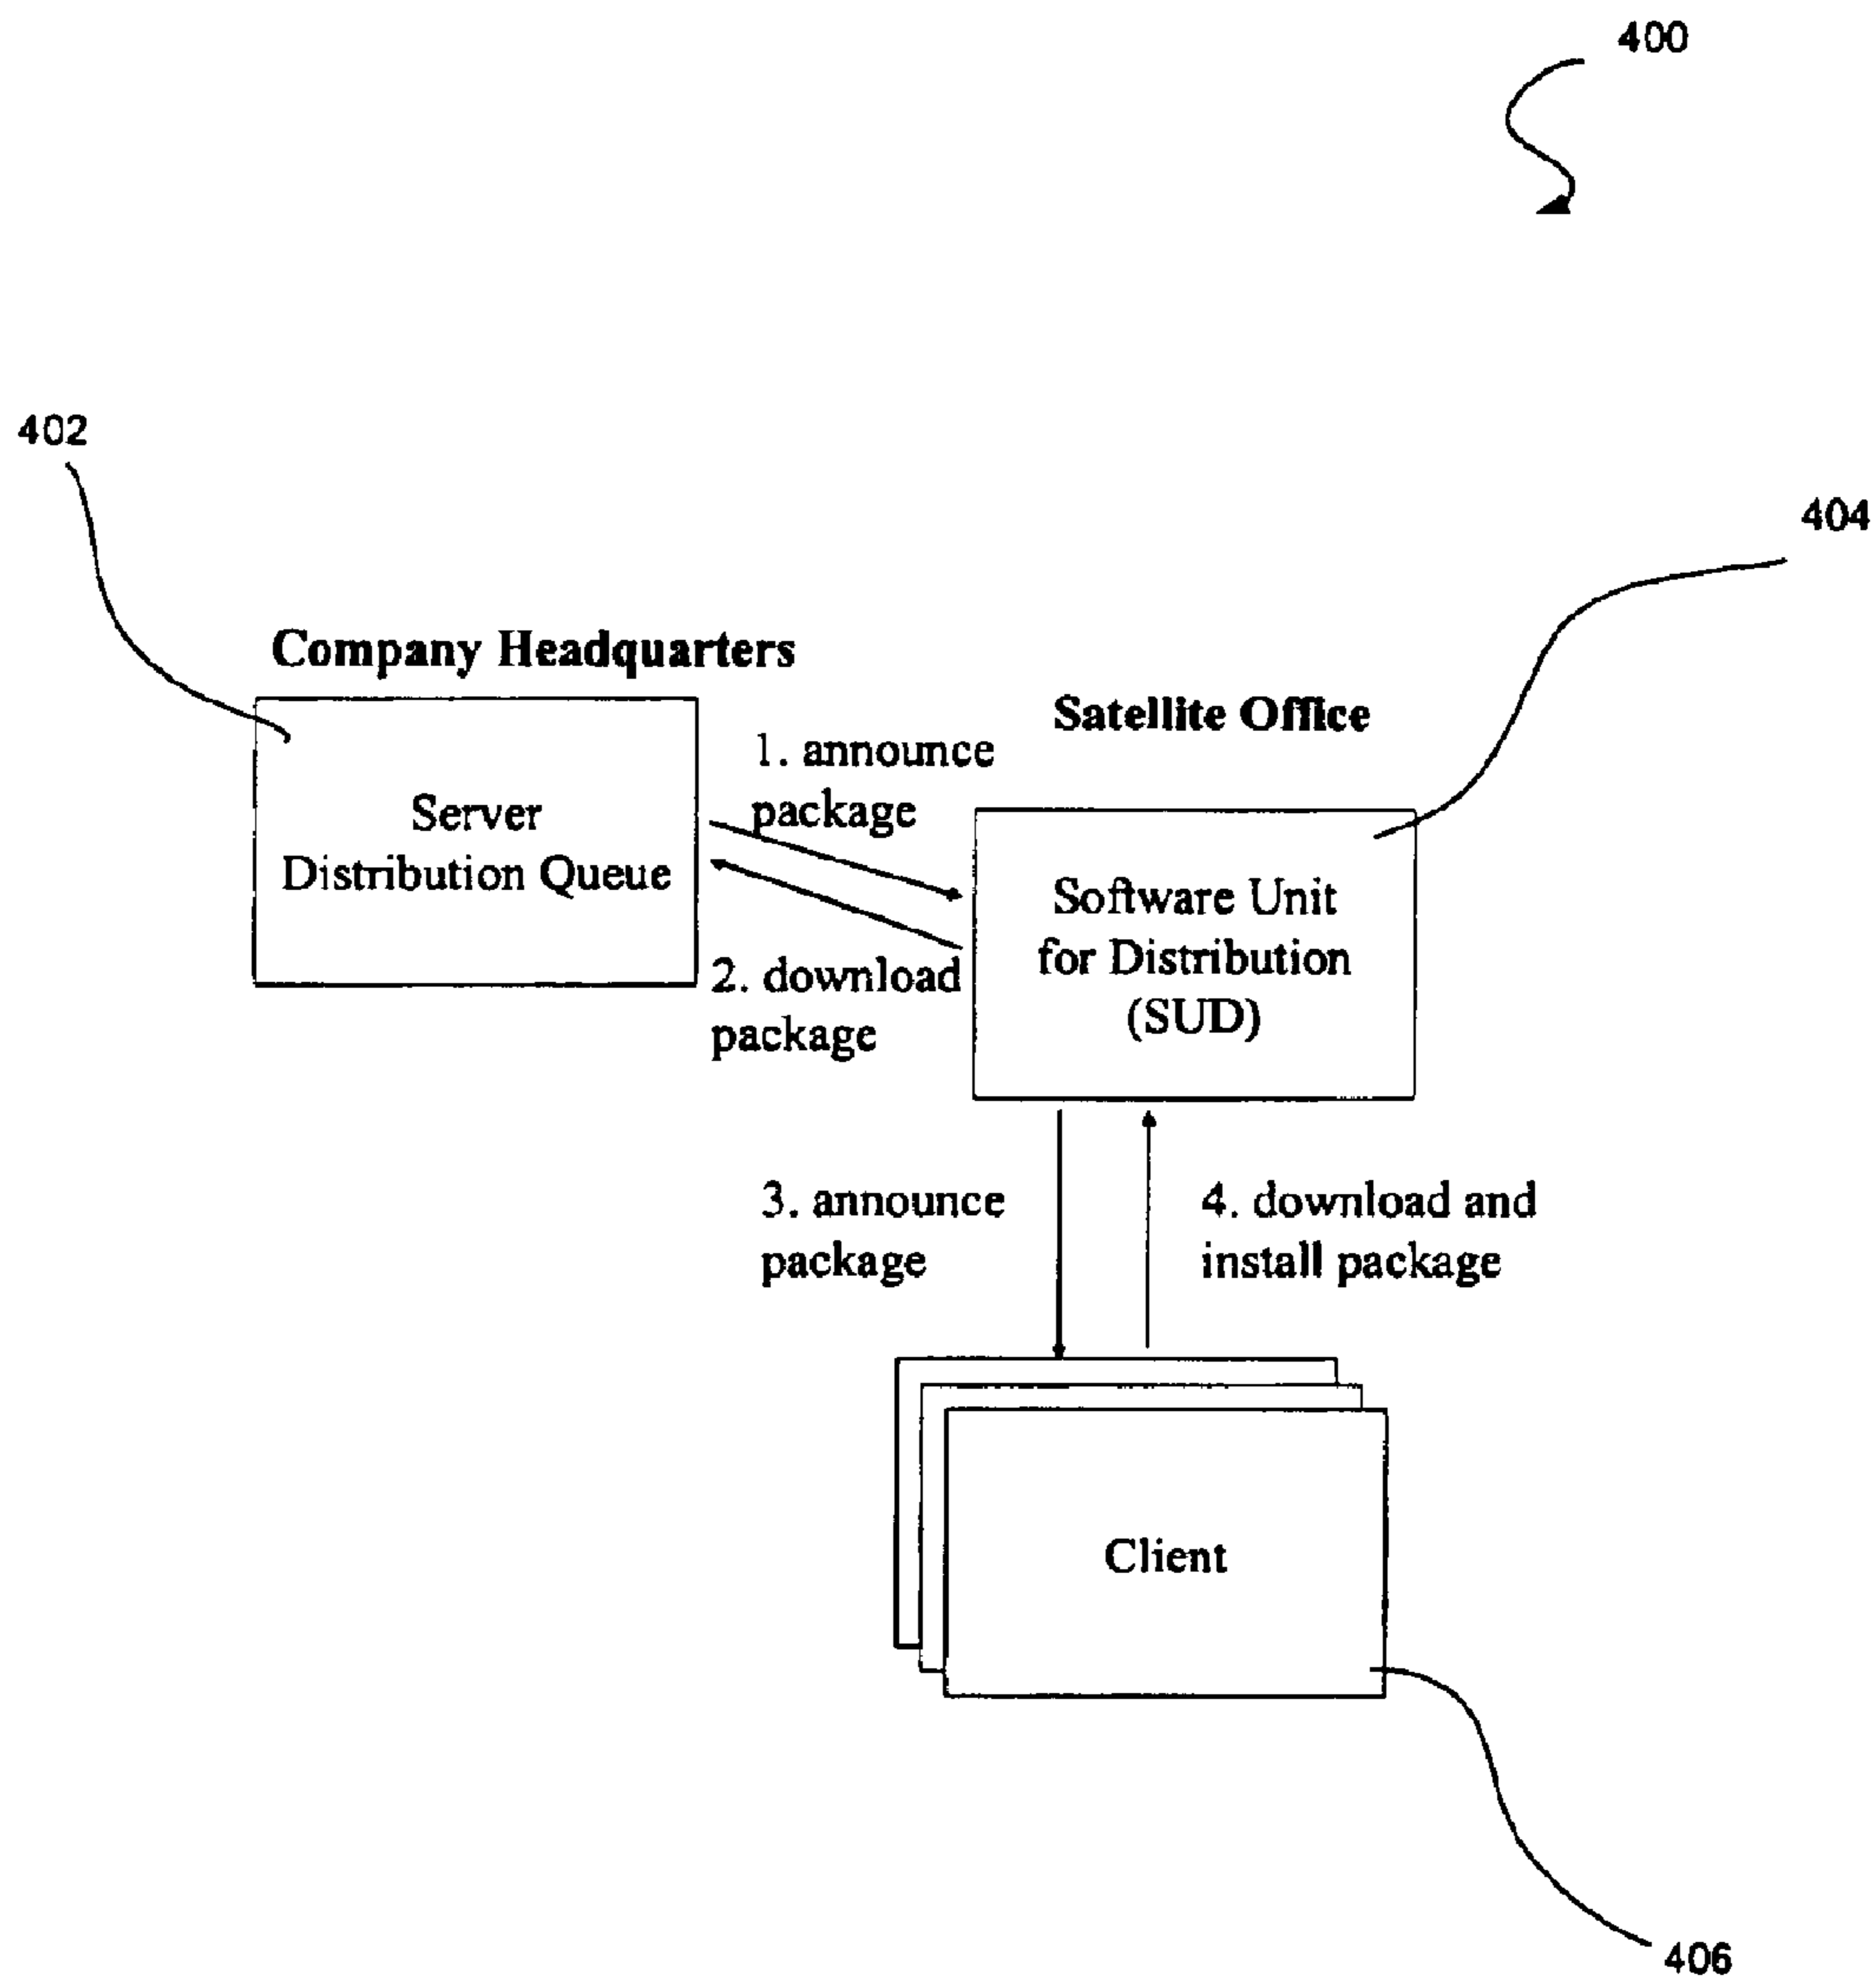 400
402
404
Company Headquarters
Satellite Office
1. announce
package
Server
Distribution Queue
Software Unit
for Distribution
(SUD)
2. download
package
3. announce
package
4. download and
install package
Client
406